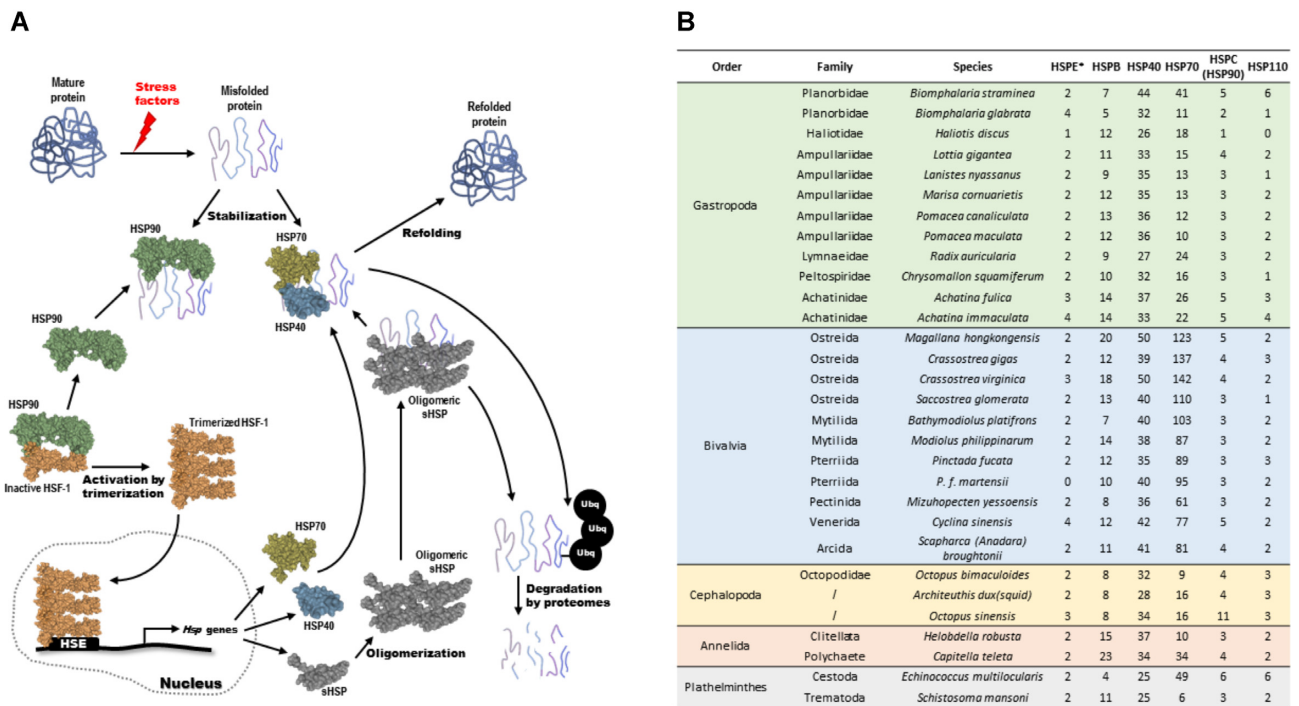 A
Mature
protein
Stress
factors
Misfolded
protein
Refolded
protein
Stabilization
HSP90
HSP70
Refolding
HSP40
HSP90
HSP90
Oligomeric
sHSP
Trimerized HSF-1
Inactive HSF-1
Activation by
trimerization
HSP70
Ubq
Ubq
Ubq
Oligomeric
sHSP
HSP40
Hsp genes
HSE
Nucleus
sHSP
Oligomerization
Degradation
by proteomes
B
Order Family Species HSPE* HSPB HSP40 HSP70 HSPC (HSP90) HSP110
Gastropoda
Planorbidae Biomphalaria straminea 2 7 44 41 5 6
Planorbidae Biomphalaria glabrata 4 5 32 11 2 1
Haliotidae Haliotis discus 1 12 26 18 1 0
Ampullariidae Lottia gigantea 2 11 33 15 4 2
Ampullariidae Lanistes nyassanus 2 9 35 13 3 1
Ampullariidae Marisa cornuarietis 2 12 35 13 3 2
Ampullariidae Pomacea canaliculata 2 13 36 12 3 2
Ampullariidae Pomacea maculata 2 12 36 10 3 2
Lymnaeidae Radix auricularia 2 9 27 24 3 2
Peltospiridae Chrysomallon squamiferum 2 10 32 16 3 1
Achatinidae Achatina fulica 3 14 37 26 5 3
Achatinidae Achatina immaculata 4 14 33 22 5 4
Bivalvia
Ostreida Magallana hongkongensis 2 20 50 123 5 2
Ostreida Crassostrea gigas 2 12 39 137 4 3
Ostreida Crassostrea virginica 3 18 50 142 4 2
Ostreida Saccostrea glomerata 2 13 40 110 3 1
Mytilida Bathymodiolus platifrons 2 7 40 103 3 2
Mytilida Modiolus philippinarum 2 14 38 87 3 2
Pterriida Pinctada fucata 2 12 35 89 3 3
Pterriida P. f. martensii 0 10 40 95 3 2
Pectinida Mizuhopecten yessoensis 2 8 36 61 3 2
Venerida Cyclina sinensis 4 12 42 77 5 2
Arcida Scapharca (Anadara) broughtonii 2 11 41 81 4 2
Cephalopoda
Octopodidae Octopus bimaculoides 2 8 32 9 4 3
/ Architeuthis dux(squid) 2 8 28 16 4 3
/ Octopus sinensis 3 8 34 16 11 3
Annelida
Clitellata Helobdella robusta 2 15 37 10 3 2
Polychaete Capitella teleta 2 23 34 34 4 2
Plathelminthes
Cestoda Echinococcus multilocularis 2 4 25 49 6 6
Trematoda Schistosoma mansoni 2 11 25 6 3 2